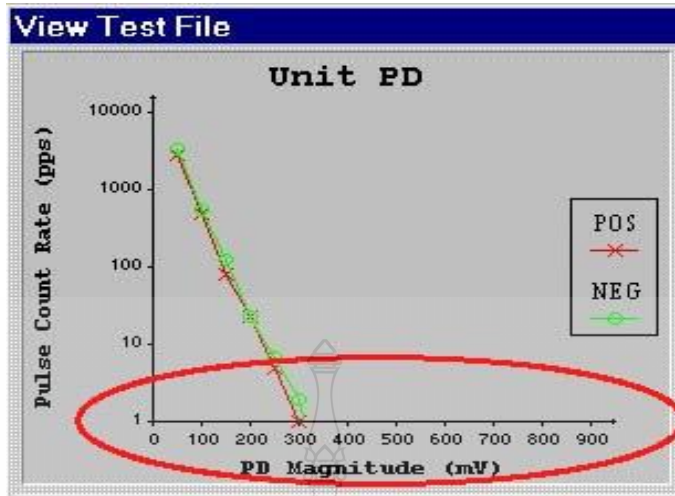 View Test File
Unit PD
Pulse Count Rate (pps)
10000
1000
100
10
1
0 100 200 300 400 500 600 700 800 900
PD Magnitude (mV)
POS
NEG